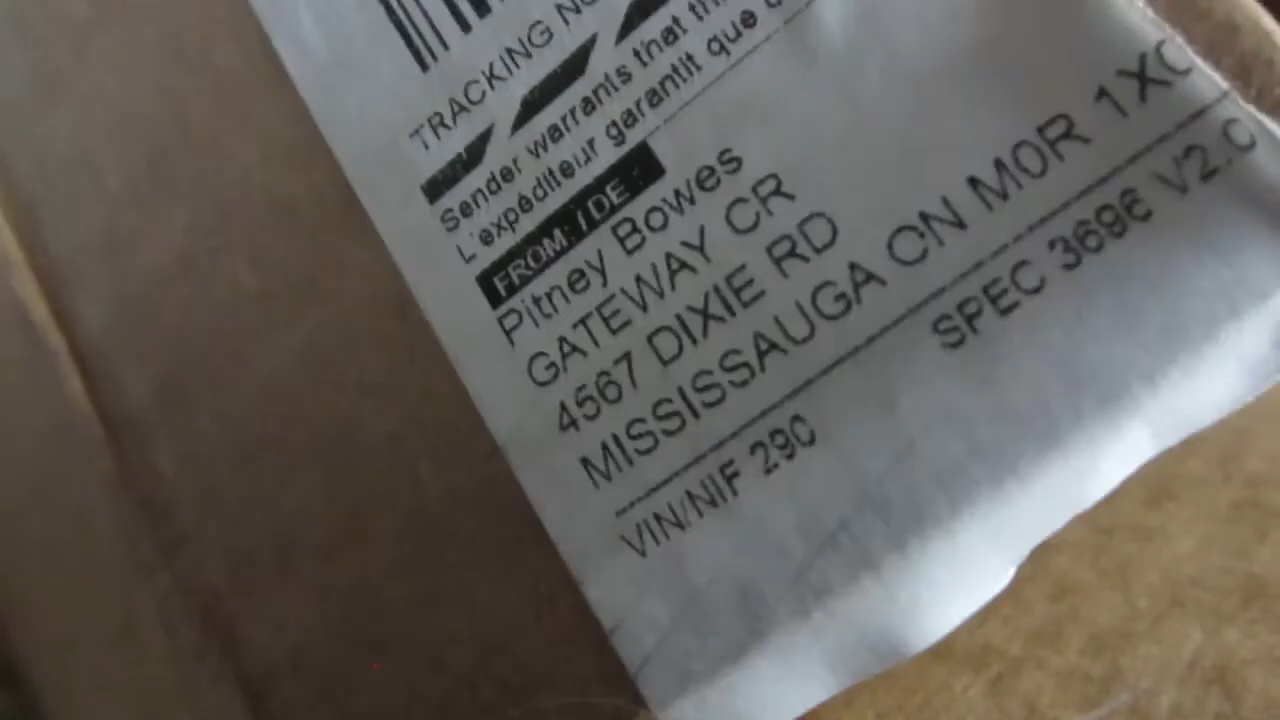 TRACKING
Sender warrants that
L'expéditeur garantit que
FROM: / DE :
Pitney Bowes
GATEWAY CR
4567 DIXIE RD
MISSISSAUGA ON M0R 1X0
SPEC 3696 V2.0
VIN/NIF 290